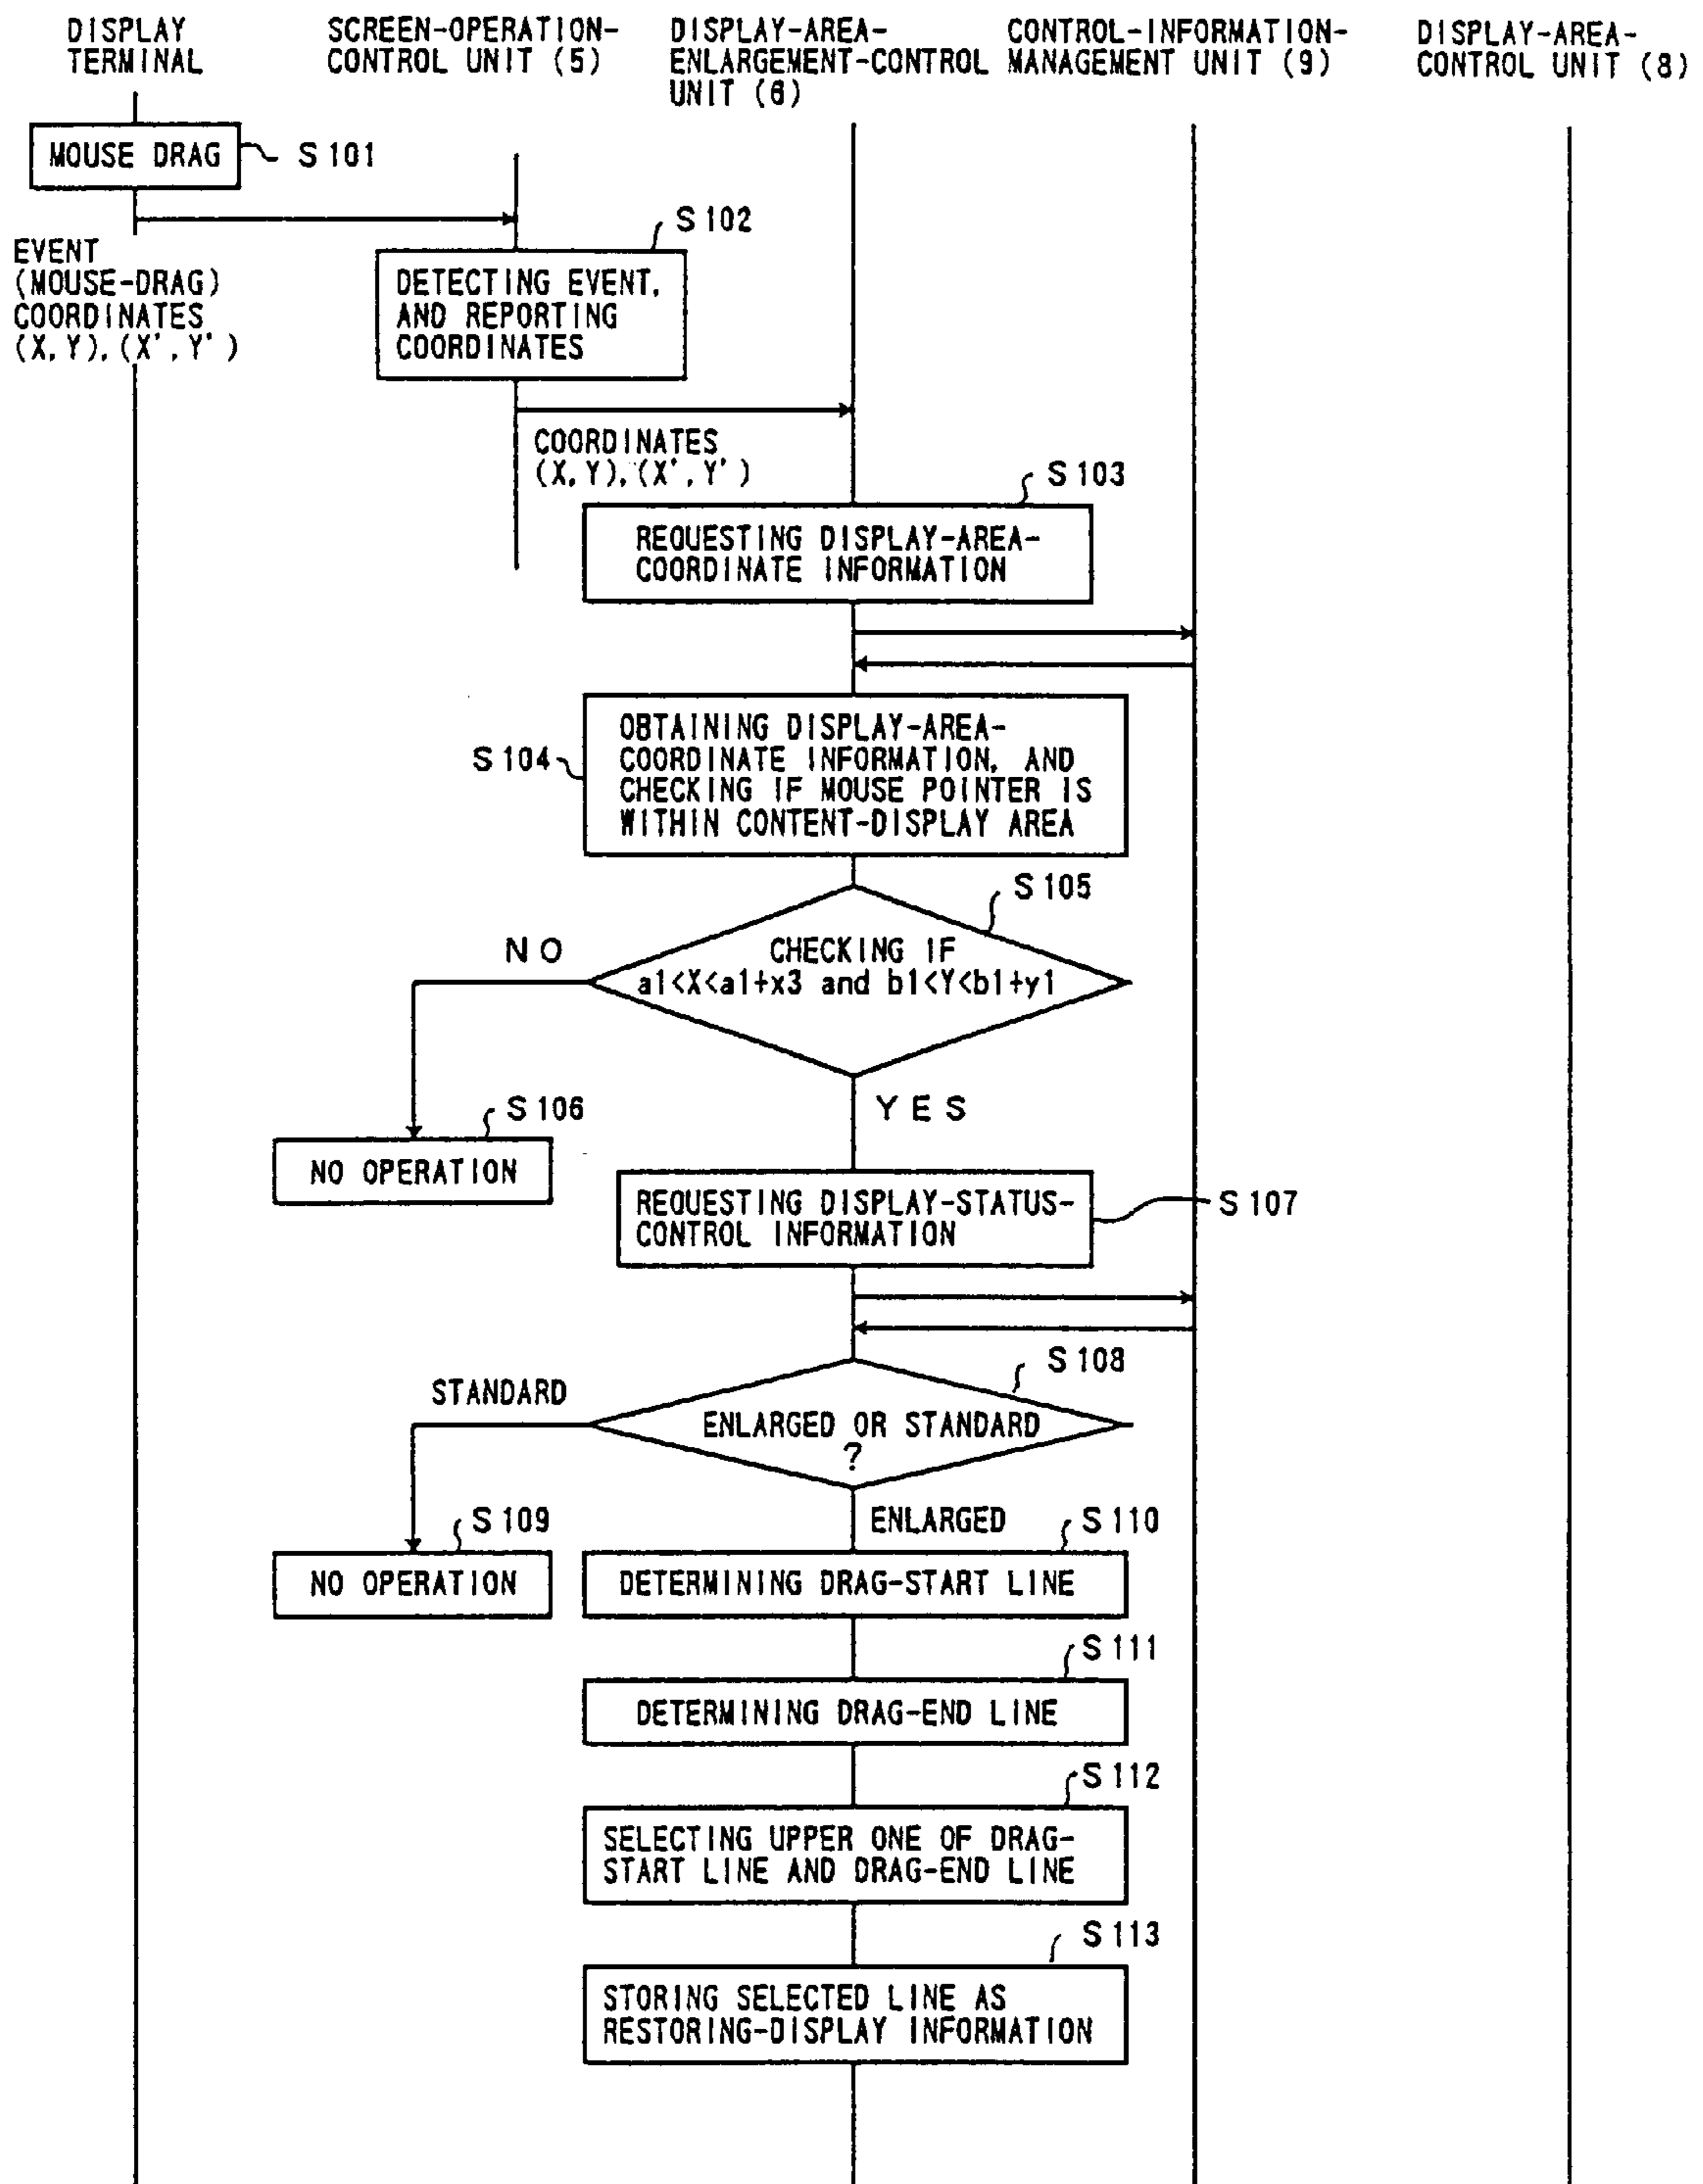 DISPLAY
TERMINAL
SCREEN-OPERATION-
CONTROL UNIT (5)
DISPLAY-AREA-
ENLARGEMENT-CONTROL
UNIT (6)
CONTROL-INFORMATION-
MANAGEMENT UNIT (9)
DISPLAY-AREA-
CONTROL UNIT (8)
MOUSE DRAG
S101
EVENT
(MOUSE-DRAG)
COORDINATES
(X,Y),(X',Y')
S102
DETECTING EVENT,
AND REPORTING
COORDINATES
COORDINATES
(X,Y),(X',Y')
S103
REQUESTING DISPLAY-AREA-
COORDINATE INFORMATION
S104
OBTAINING DISPLAY-AREA-
COORDINATE INFORMATION, AND
CHECKING IF MOUSE POINTER IS
WITHIN CONTENT-DISPLAY AREA
S105
NO
CHECKING IF
a1<X<a1+x3 and b1<Y<b1+y1
YES
S106
NO OPERATION
REQUESTING DISPLAY-STATUS-
CONTROL INFORMATION
S107
S108
STANDARD
ENLARGED OR STANDARD
?
ENLARGED
S109
NO OPERATION
S110
DETERMINING DRAG-START LINE
S111
DETERMINING DRAG-END LINE
S112
SELECTING UPPER ONE OF DRAG-
START LINE AND DRAG-END LINE
S113
STORING SELECTED LINE AS
RESTORING-DISPLAY INFORMATION